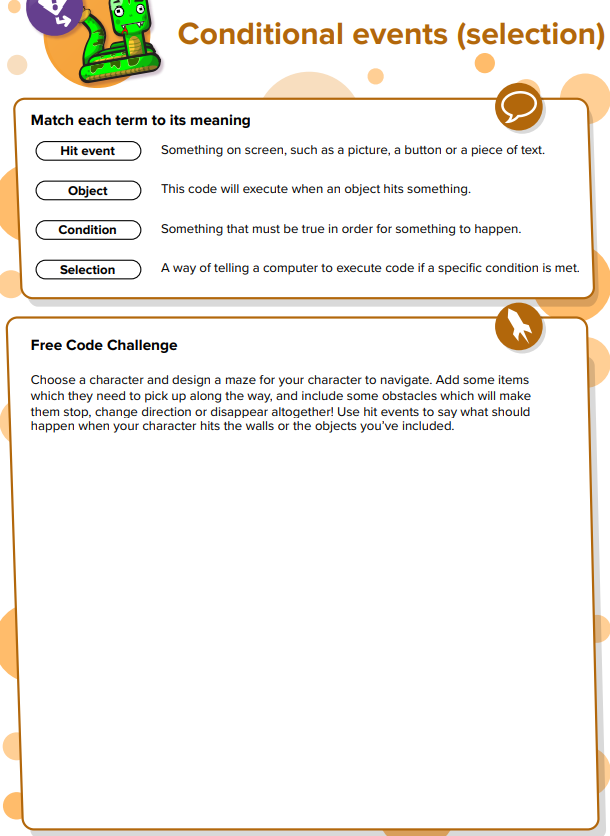 Conditional events (selection)
Match each term to its meaning
Hit event
Something on screen, such as a picture, a button or a piece of text.
Object
This code will execute when an object hits something.
Condition
Something that must be true in order for something to happen.
Selection
A way of telling a computer to execute code if a specific condition is met.
Free Code Challenge
Choose a character and design a maze for your character to navigate. Add some items
which they need to pick up along the way, and include some obstacles which will make
them stop, change direction or disappear altogether! Use hit events to say what should
happen when your character hits the walls or the objects you’ve included.